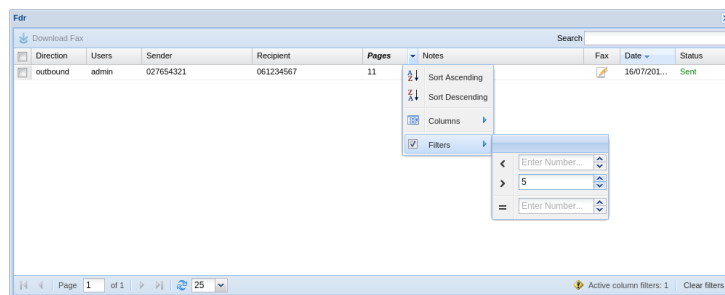 Fdr
Download Fax Search
Direction Users Sender Recipient Pages Notes Fax Date Status
outbound admin 027654321 061234567 11 16/07/201... Sent
Sort Ascending
Sort Descending
Columns
Filters
< Enter Number...
> 5
= Enter Number...
Page 1 of 1 25 Active column filters: 1 Clear filters